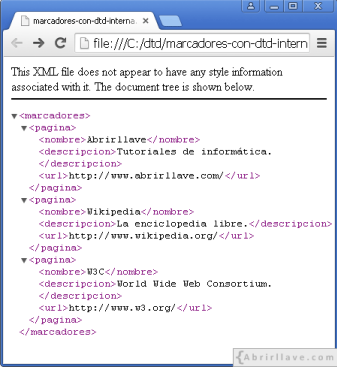 marcadores-con-dtd-interna.
file:///C:/dtd/marcadores-con-dtd-intern
This XML file does not appear to have any style information
associated with it. The document tree is shown below.
▼<marcadores>
▼<pagina>
<nombre>Abrirllave</nombre>
<descripcion>Tutoriales de informática.
</descripcion>
<url>http://www.abrirllave.com/</url>
</pagina>
▼<pagina>
<nombre>Wikipedia</nombre>
<descripcion>La enciclopedia libre.</descripcion>
<url>http://www.wikipedia.org/</url>
</pagina>
▼<pagina>
<nombre>W3C</nombre>
<descripcion>World Wide Web Consortium.
</descripcion>
<url>http://www.w3.org/</url>
</pagina>
</marcadores>
{Abrirllave.com